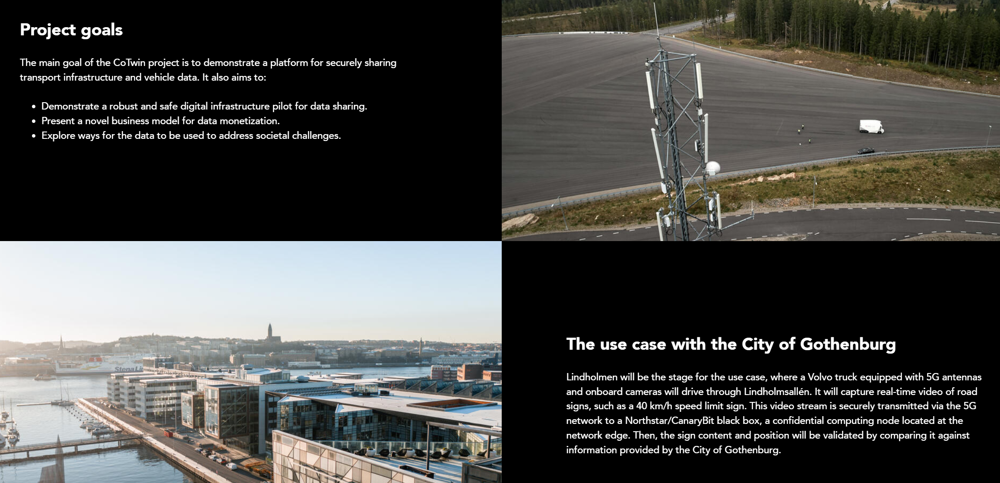 Project goals
The main goal of the CoTwin project is to demonstrate a platform for securely sharing
transport infrastructure and vehicle data. It also aims to:
• Demonstrate a robust and safe digital infrastructure pilot for data sharing.
• Present a novel business model for data monetization.
• Explore ways for the data to be used to address societal challenges.
Stena Lin
The use case with the City of Gothenburg
Lindholmen will be the stage for the use case, where a Volvo truck equipped with 5G antennas
and onboard cameras will drive through Lindholmsallén. It will capture real-time video of road
signs, such as a 40 km/h speed limit sign. This video stream is securely transmitted via the 5G
network to a Northstar/CanaryBit black box, a confidential computing node located at the
network edge. Then, the sign content and position will be validated by comparing it against
information provided by the City of Gothenburg.